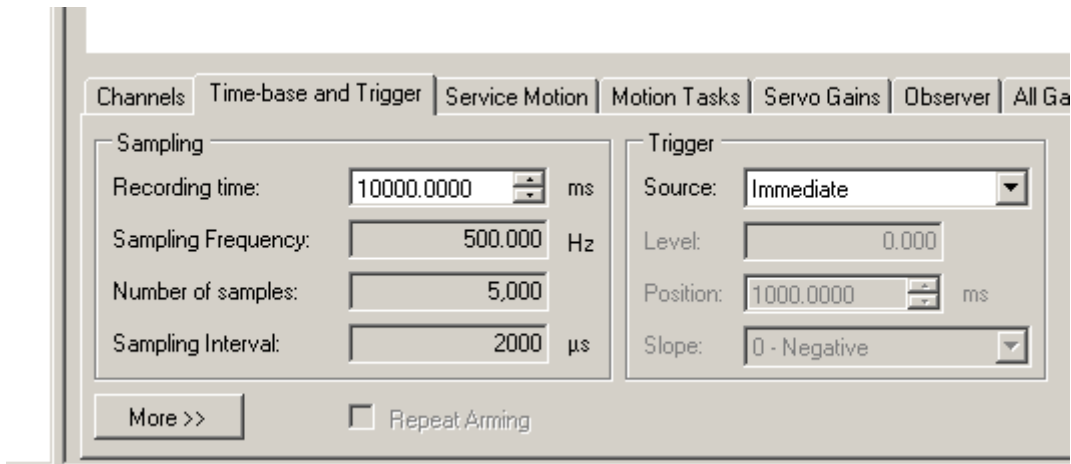 Channels Time-base and Trigger Service Motion Motion Tasks Servo Gains Observer All Ga
Sampling
Recording time: 10000.0000 ms
Sampling Frequency: 500.000 Hz
Number of samples: 5,000
Sampling Interval: 2000 µs
More >> Repeat Arming
Trigger
Source: Immediate
Level: 0.000
Position: 1000.0000 ms
Slope: 0 - Negative